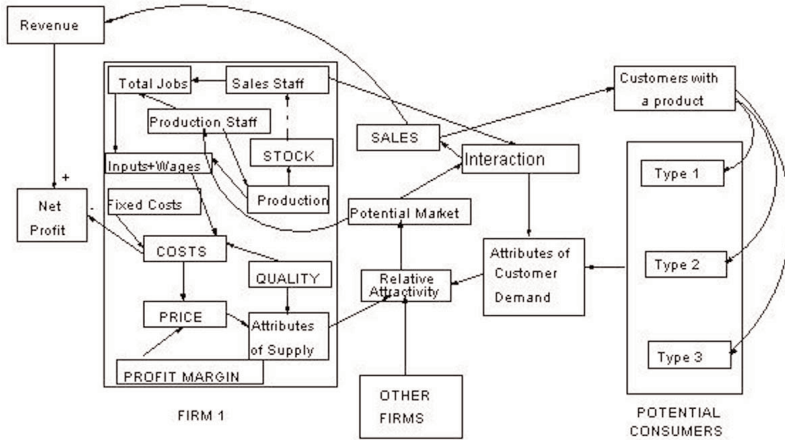 Revenue
Total Jobs
Sales Staff
Customers with
a product
Production Staff
SALES
STOCK
Interaction
Inputs+Wages
Type 1
+
Net
Profit
-
Fixed Costs
Production
Potential Market
COSTS
Attributes of
Customer
Demand
Type 2
QUALITY
Relative
Attractivity
PRICE
Attributes
of Supply
Type 3
PROFIT MARGIN
OTHER
FIRMS
FIRM 1
POTENTIAL
CONSUMERS